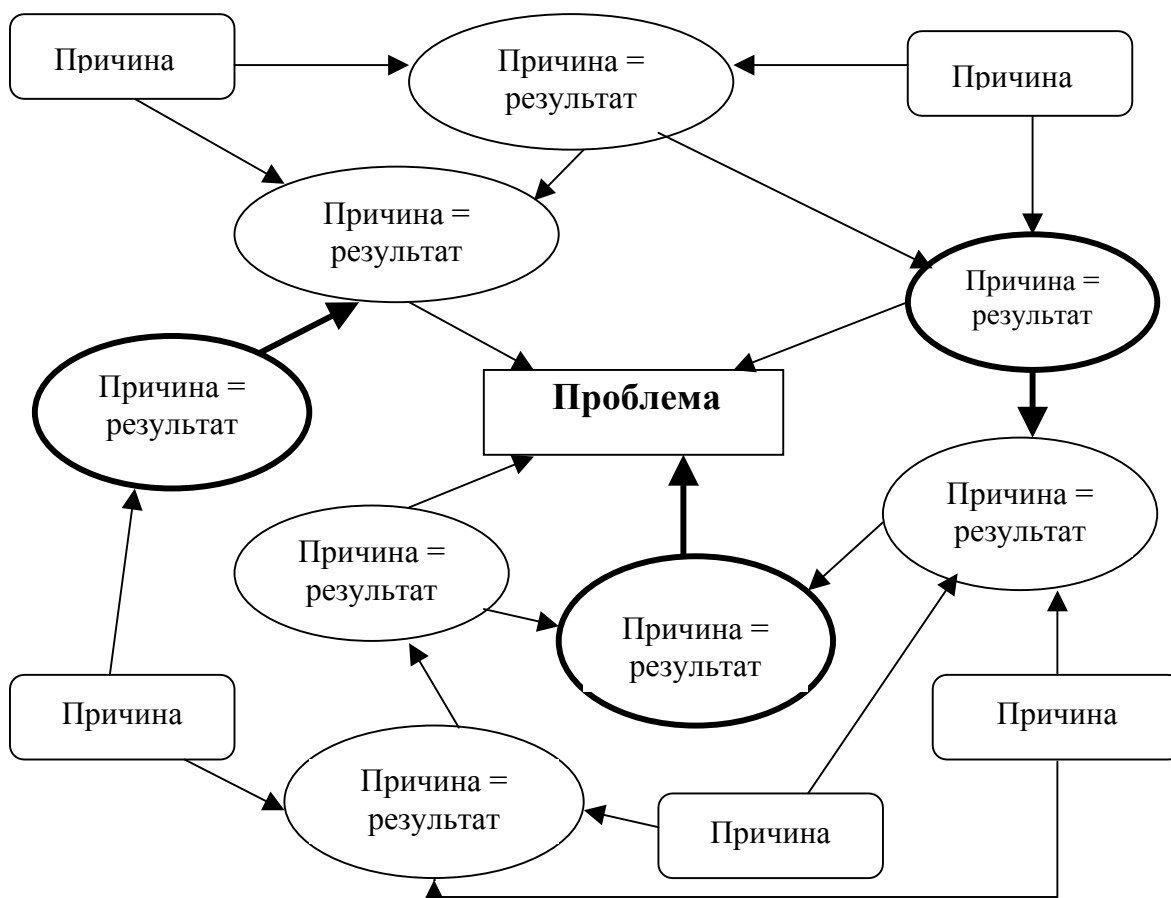 Причина
Причина =
результат
Причина
Причина =
результат
Причина =
результат
Причина =
результат
Проблема
Причина =
результат
Причина =
результат
Причина =
результат
Причина
Причина
Причина =
результат
Причина